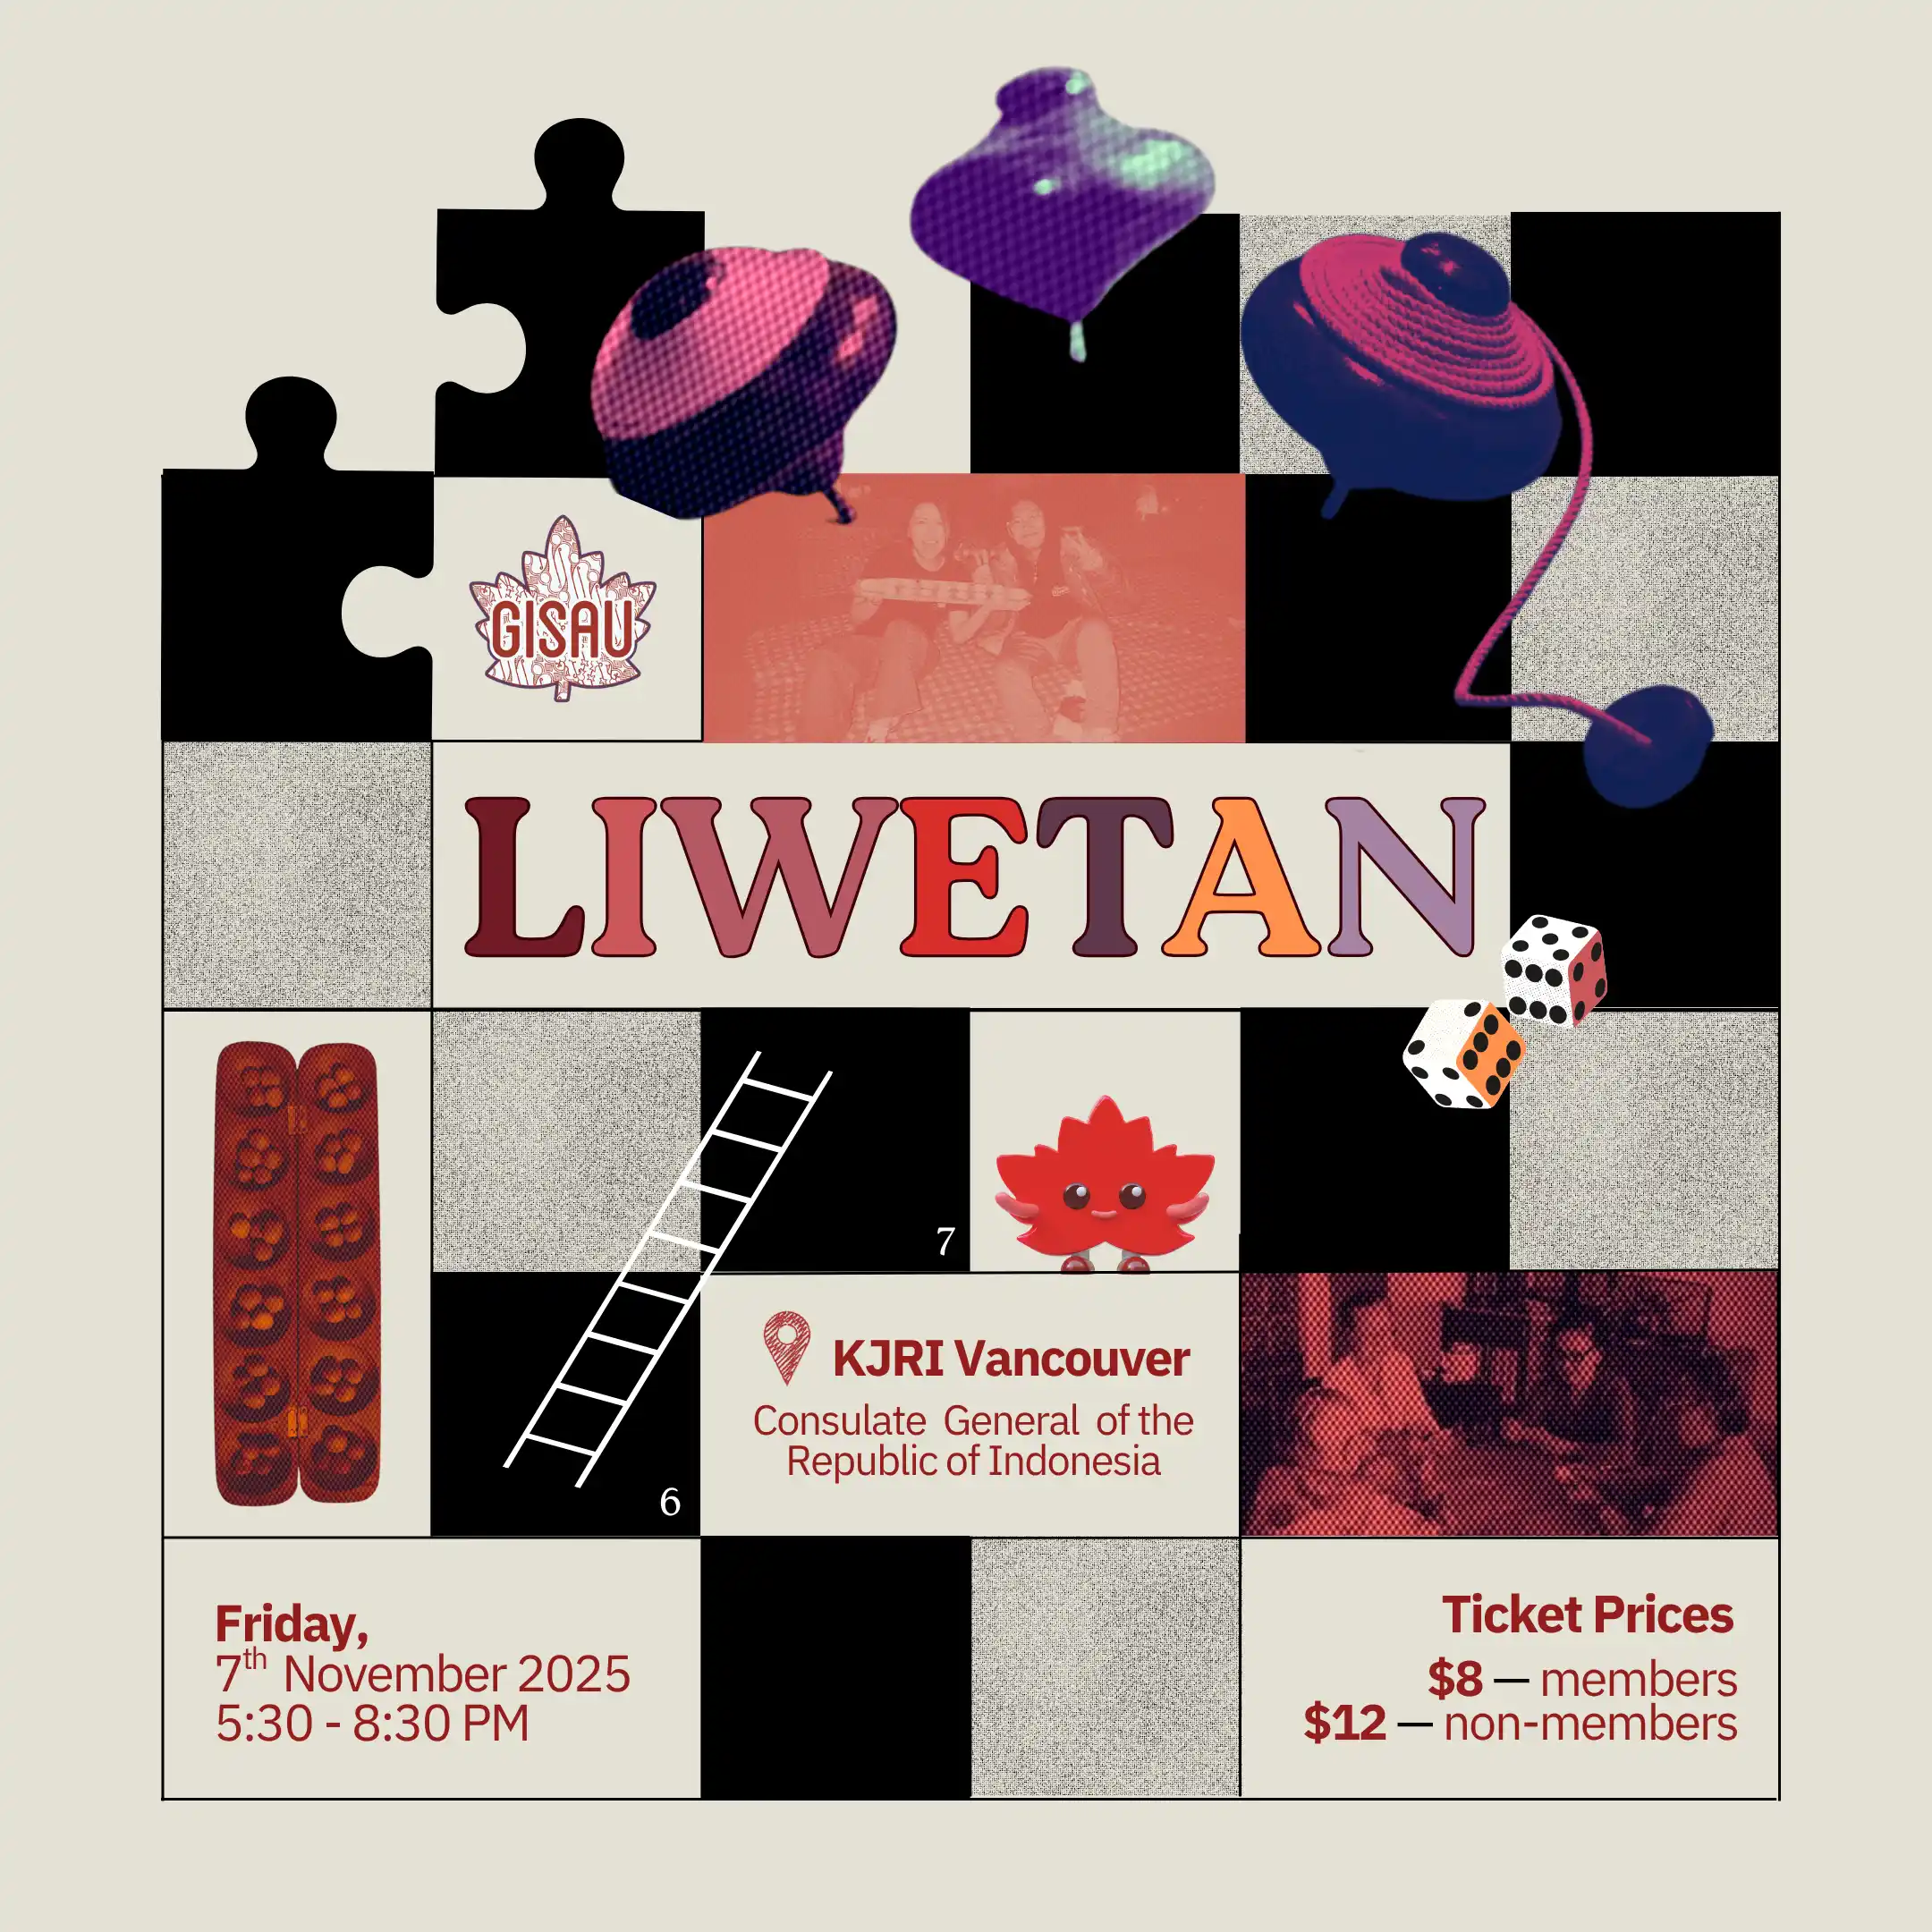 GISAU
LIWETAN
7
KJRI Vancouver
Consulate General of the
Republic of Indonesia
6
Friday,
7th November 2025
5:30 - 8:30 PM
Ticket Prices
$8 — members
$12 — non-members